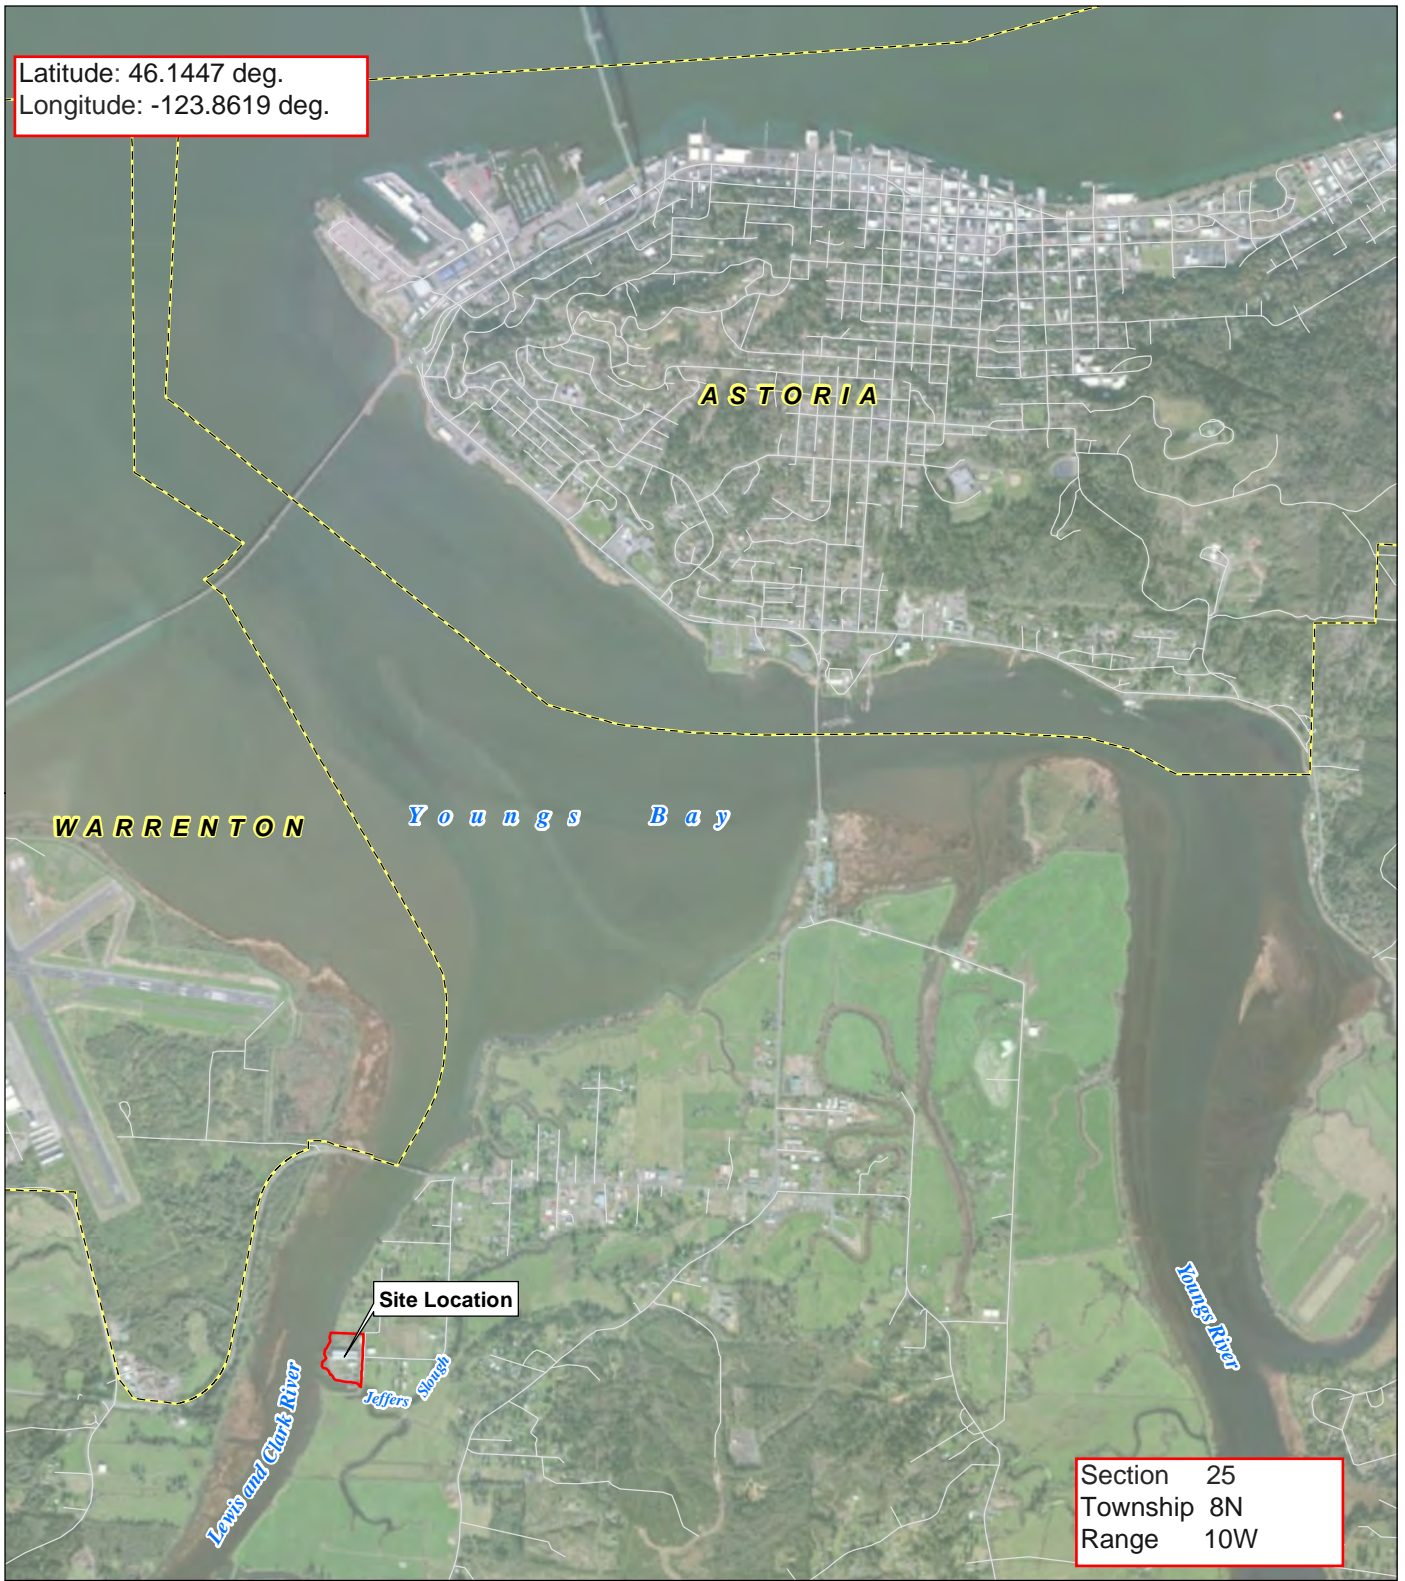 Latitude: 46.1447 deg.
Longitude: -123.8619 deg.
ASTORIA
WARRENTON
Youngs Bay
Site Location
Youngs River
Jeffers Slough
Lewis and Clark River
Section 25
Township 8N
Range 10W